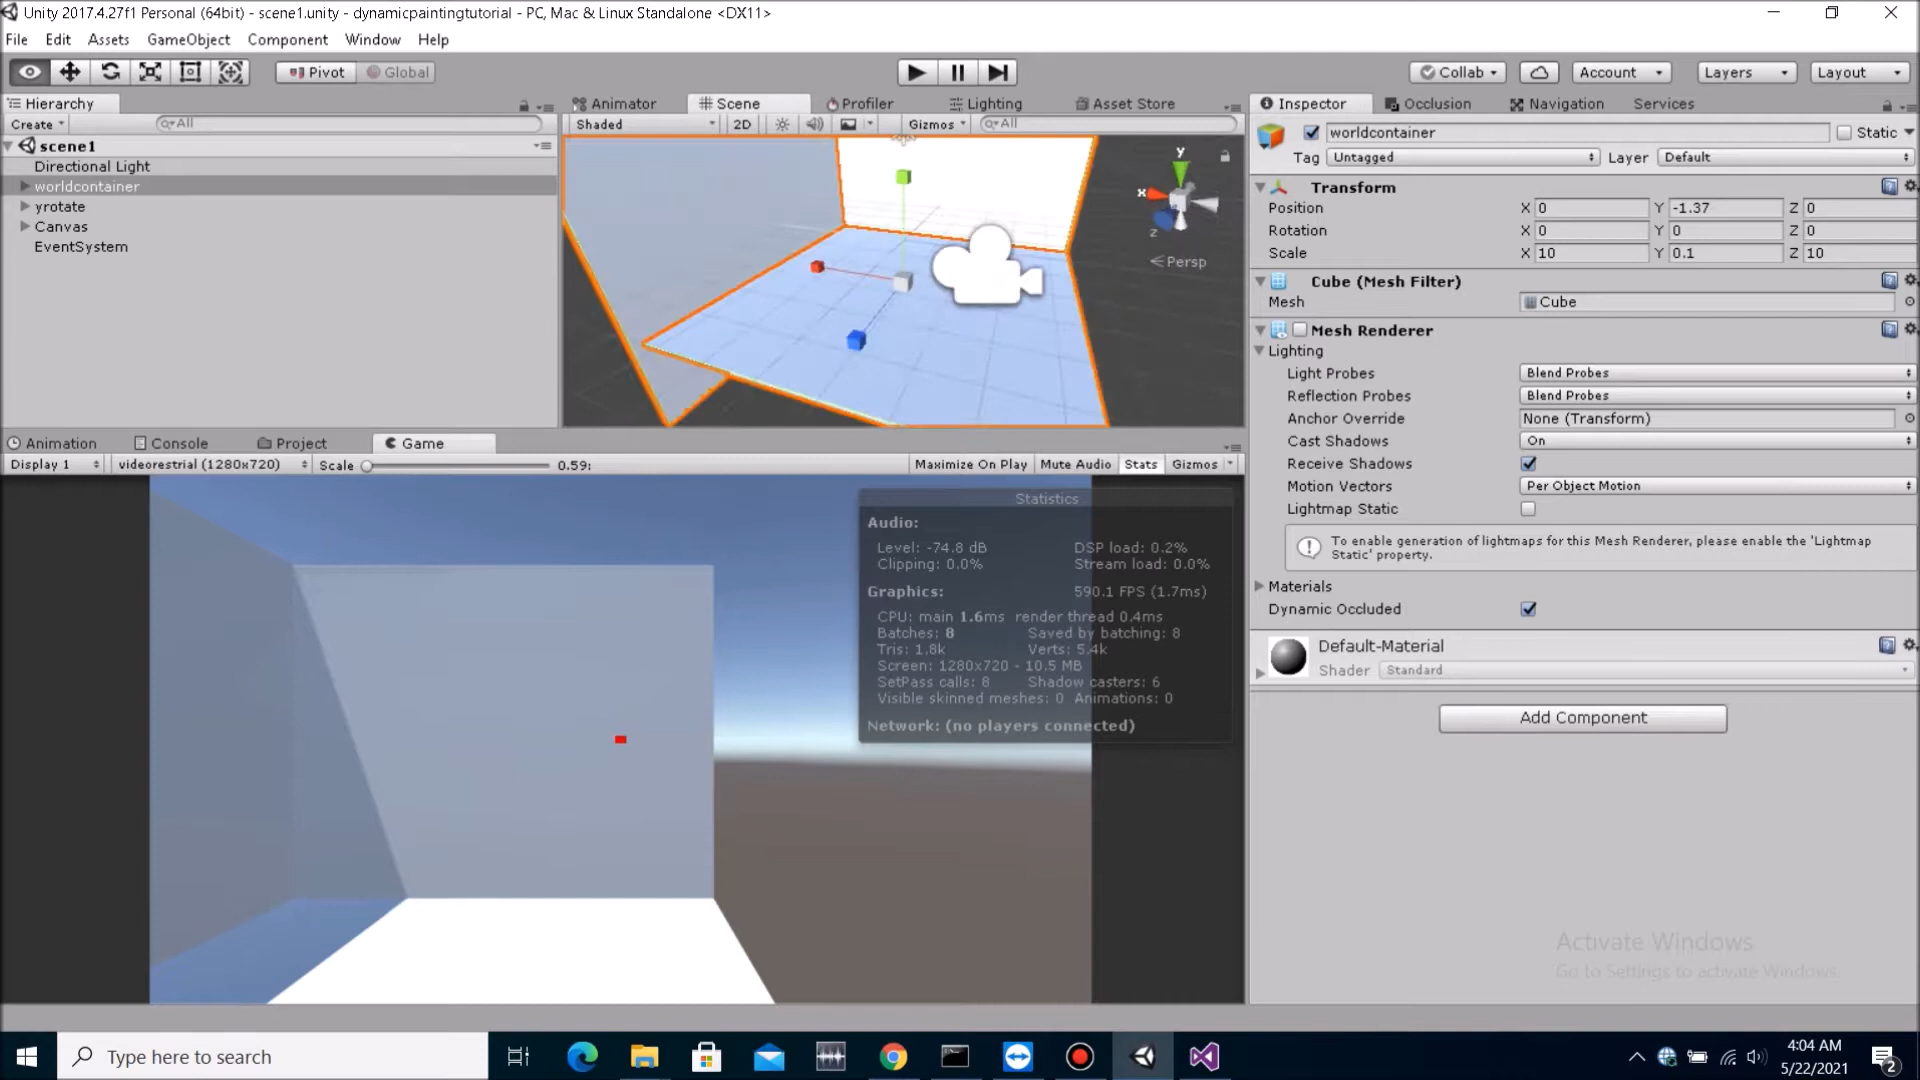 Unity 2017.4.27f1 Personal (64bit) - scene1.unity - dynamicpaintingtutorial - PC, Mac & Linux Standalone <DX11>
File Edit Assets GameObject Component Window Help
Pivot Global Collab Account Layers Layout
Hierarchy
Create All
scene1
Directional Light
worldcontainer
yrotate
Canvas
EventSystem
Animator Scene Profiler Lighting Asset Store
Shaded 2D Gizmos All
y
x
z
Persp
Animation Console Project Game
Display 1 videorestrial (1280x720) Scale 0.59: Maximize On Play Mute Audio Stats Gizmos
Statistics
Audio:
Level: -74.8 dB DSP load: 0.2%
Clipping: 0.0% Stream load: 0.0%
Graphics: 590.1 FPS (1.7ms)
CPU: main 1.6ms render thread 0.4ms
Batches: 8 Saved by batching: 8
Tris: 1.8k Verts: 5.4k
Screen: 1280x720 - 10.5 MB
SetPass calls: 8 Shadow casters: 6
Visible skinned meshes: 0 Animations: 0
Network: (no players connected)
Inspector Occlusion Navigation Services
worldcontainer Static
Tag Untagged Layer Default
Transform
Position X 0 Y -1.37 Z 0
Rotation X 0 Y 0 Z 0
Scale X 10 Y 0.1 Z 10
Cube (Mesh Filter)
Mesh Cube
Mesh Renderer
Lighting
Light Probes Blend Probes
Reflection Probes Blend Probes
Anchor Override None (Transform)
Cast Shadows On
Receive Shadows
Motion Vectors Per Object Motion
Lightmap Static
To enable generation of lightmaps for this Mesh Renderer, please enable the 'Lightmap
Static' property.
Materials
Dynamic Occluded
Default-Material
Shader Standard
Add Component
Activate Windows
Go to Settings to activate Windows.
Type here to search
4:04 AM
5/22/2021
2